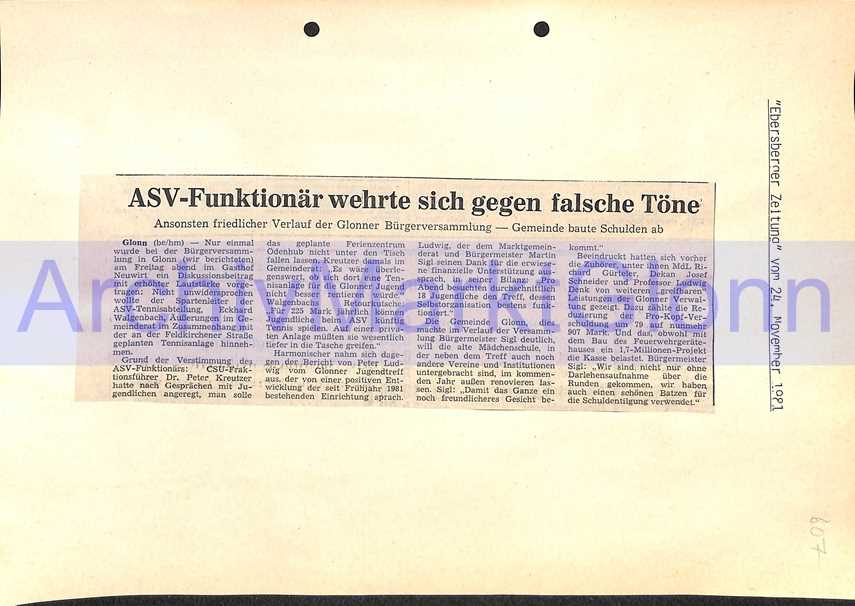 ASV-Funktionär wehrte sich gegen falsche Töne
Ansonsten friedlicher Verlauf der Glonner Bürgerversammlung — Gemeinde baute Schulden ab
Glonn (be/hm) — Nur einmal
wurde bei der Bürgerversamm-
lung in Glonn (wir berichteten)
am Freitag abend im Gasthof
Neuwirt ein Diskussionsbeitrag
mit erhöhter Lautstärke vorge-
tragen: Nicht unwidersprochen
wollte der Spartenleiter der
ASV-Tennisabteilung, Eckhard
Walgenbach, Äußerungen im Ge-
meinderat in Zusammenhang mit
der an der Feldkirchener Straße
geplanten Tennisanlage hinneh-
men.
Grund der Verstimmung des
ASV-Funktionärs: CSU-Frak-
tionsführer Dr. Peter Kreutzer
hatte nach Gesprächen mit Ju-
gendlichen angeregt, man solle
das geplante Ferienzentrum
Odenhub nicht unter den Tisch
fallen lassen. Kreutzer damals im
Gemeinderat: „Es wäre überle-
genswert, ob sich dort eine Ten-
nisanlage für die Glonner Jugend
nicht besser rentieren würde."
Walgenbachs Retourkutsche:
„Für 225 Mark jährlich können
Jugendliche beim ASV künftig
Tennis spielen. Auf einer priva-
ten Anlage müßten sie wesentlich
tiefer in die Tasche greifen."
Harmonischer nahm sich dage-
gen der Bericht von Peter Lud-
wig vom Glonner Jugendtreff
aus, der von einer positiven Ent-
wicklung der seit Frühjahr 1981
bestehenden Einrichtung sprach.
Ludwig, der dem Marktgemein-
derat und Bürgermeister Martin
Sigl seinen Dank für die erwiese-
ne finanzielle Unterstützung aus-
sprach, in seiner Bilanz: „Pro
Abend besuchten durchschnittlich
18 Jugendliche den Treff, dessen
Selbstorganisation bestens funk-
tioniert."
Die Gemeinde Glonn, dies
machte im Verlauf der Versamm-
lung Bürgermeister Sigl deutlich,
will die alte Mädchenschule, in
der neben dem Treff auch noch
andere Vereine und Institutionen
untergebracht sind, im kommen-
den Jahr außen renovieren las-
sen. Sigl: „Damit das Ganze ein
noch freundlicheres Gesicht be-
kommt."
Beeindruckt hatten sich vorher
die Zuhörer, unter ihnen MdL Ri-
chard Gürteler, Dekan Josef
Schneider und Professor Ludwig
Denk von weiteren „greifbaren"
Leistungen der Glonner Verwal-
tung gezeigt. Dazu zählte die Re-
duzierung der Pro-Kopf-Ver-
schuldung um 79 auf nunmehr
907 Mark. Und das, obwohl mit
dem Bau des Feuerwehrgeräte-
hauses ein 1,7-Millionen-Projekt
die Kasse belastet. Bürgermeister
Sigl: „Wir sind nicht nur ohne
Darlehensaufnahme über die
Runden gekommen, wir haben
auch einen schönen Batzen für
die Schuldentilgung verwendet."
"Ebersberger Zeitung" vom 24. November 1981
607
Archiv Markt Glonn